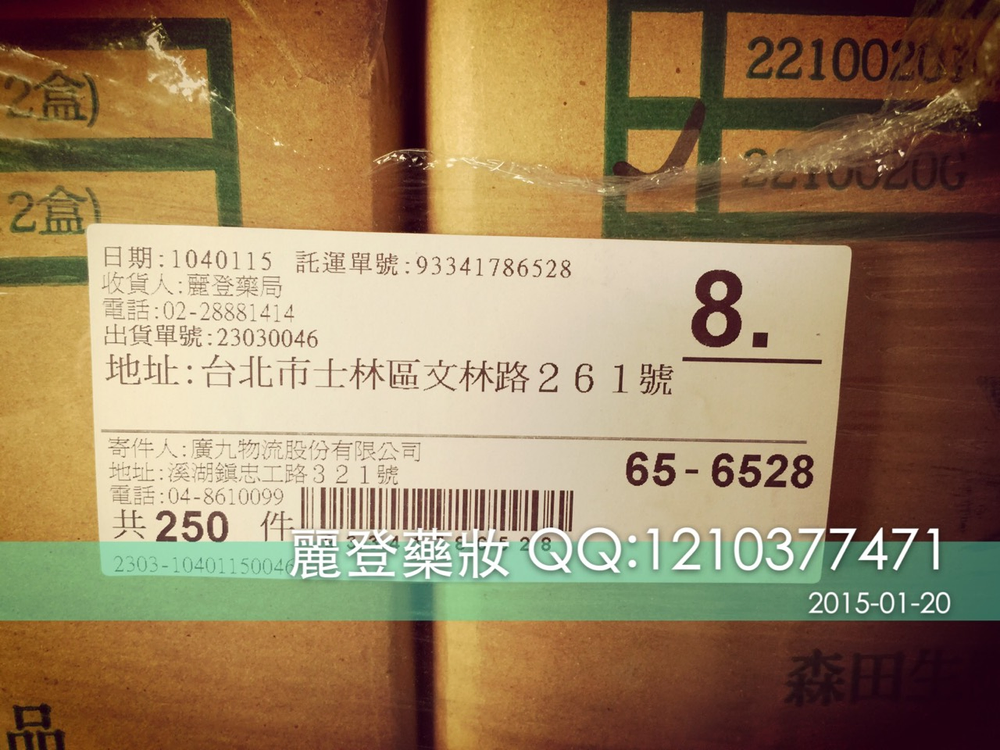 2盒)
2盒)
2210020G
2210020G
日期:1040115 託運單號:93341786528
收貨人:麗登藥局
電話:02-28881414
出貨單號:23030046
地址:台北市士林區文林路261號
8.
寄件人:廣九物流股份有限公司
地址:溪湖鎮忠工路321號
電話:04-8610099
65-6528
共250 件
2303-10401150046
麗登藥妝 QQ:1210377471
2015-01-20
森田生
品